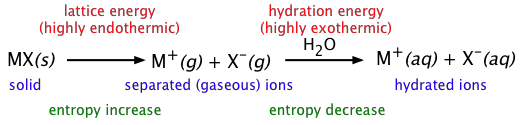 lattice energy
(highly endothermic)
hydration energy
(highly exothermic)
MX(s)
M⁺(g) + X⁻(g)
H₂O
M⁺(aq) + X⁻(aq)
solid
separated (gaseous) ions
hydrated ions
entropy increase
entropy decrease